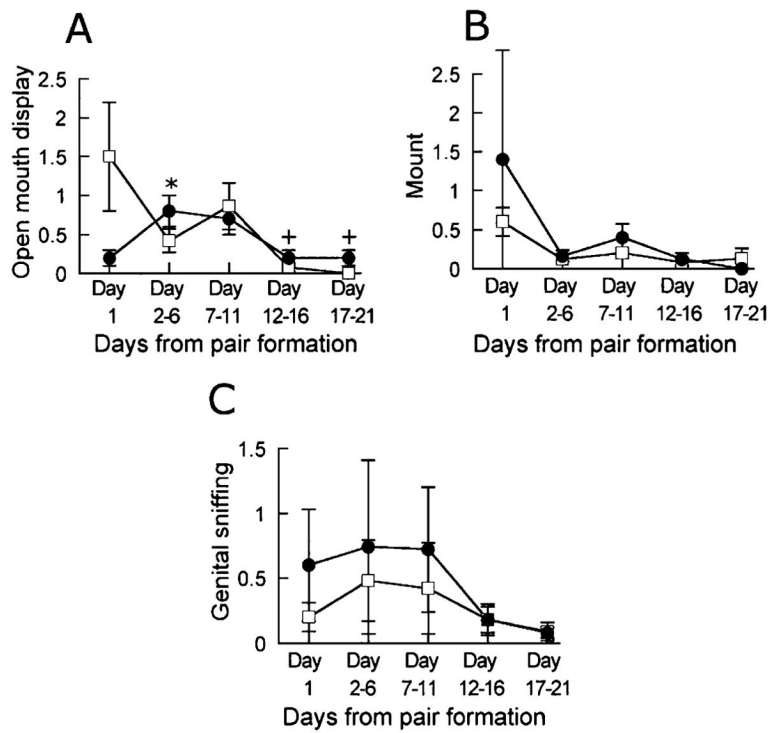 A
Open mouth display
2.5
2
1.5
1
0.5
0
*
+
+
Day Day Day Day Day
1 2-6 7-11 12-16 17-21
Days from pair formation
B
Mount
2.5
2
1.5
1
0.5
0
Day Day Day Day Day
1 2-6 7-11 12-16 17-21
Days from pair formation
C
Genital sniffing
1.5
1
0.5
0
Day Day Day Day Day
1 2-6 7-11 12-16 17-21
Days from pair formation